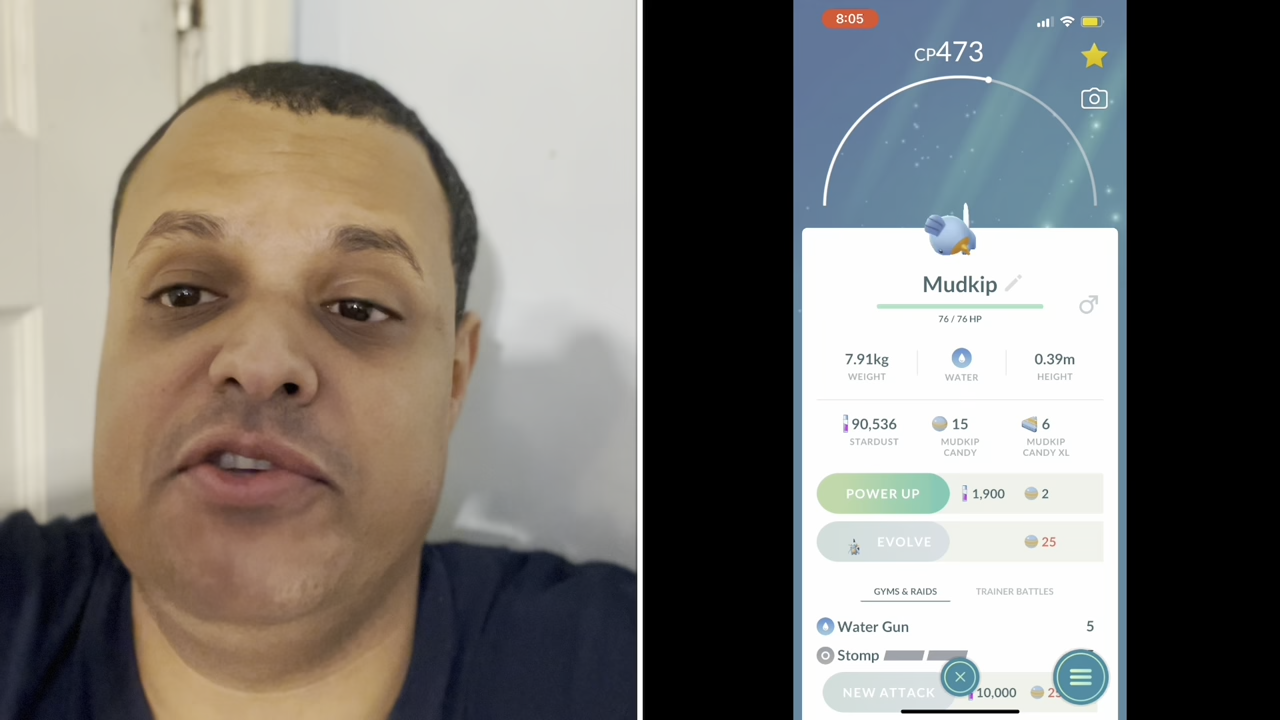 8:05
CP473
Mudkip
76 / 76 HP
7.91kg
WEIGHT
WATER
0.39m
HEIGHT
90,536
STARDUST
15
MUDKIP
CANDY
6
MUDKIP
CANDY XL
POWER UP 1,900 2
EVOLVE 25
GYMS & RAIDS TRAINER BATTLES
Water Gun 5
Stomp
NEW ATTACK 10,000